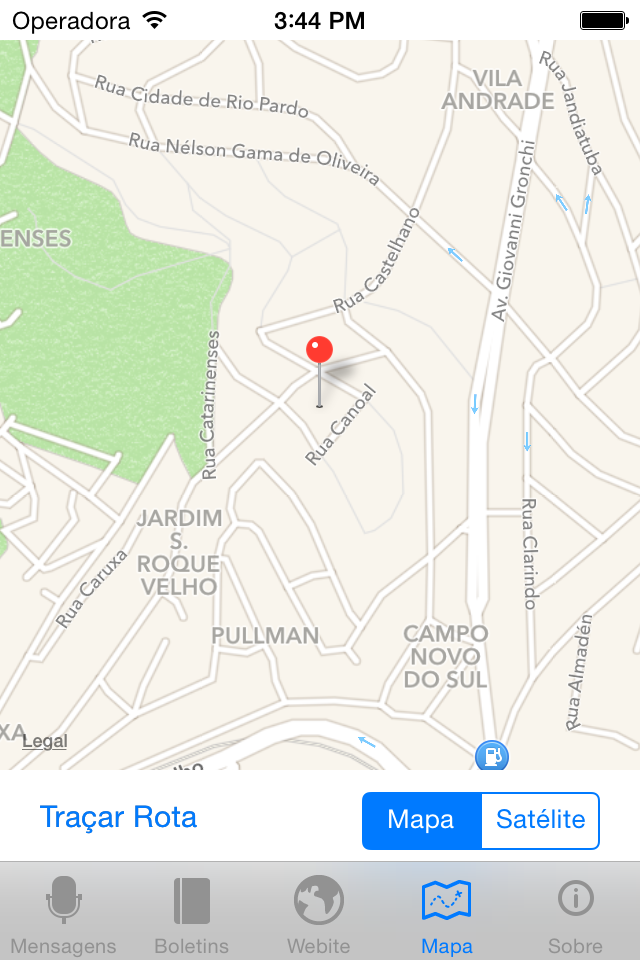 Operadora 3:44 PM
VILA
ANDRADE
Rua Jandiatuba
Rua Cidade de Rio Pardo
Rua Nélson Gama de Oliveira
Av. Giovanni Gronchi
ENSES
Rua Castelhano
Rua Catarinenses
Rua Canoal
JARDIM
S.
ROQUE
VELHO
Rua Caruxa
Rua Clarindo
PULLMAN
CAMPO
NOVO
DO SUL
Rua Almadén
XA
Legal
Traçar Rota
Mapa Satélite
Mensagens Boletins Webite Mapa Sobre